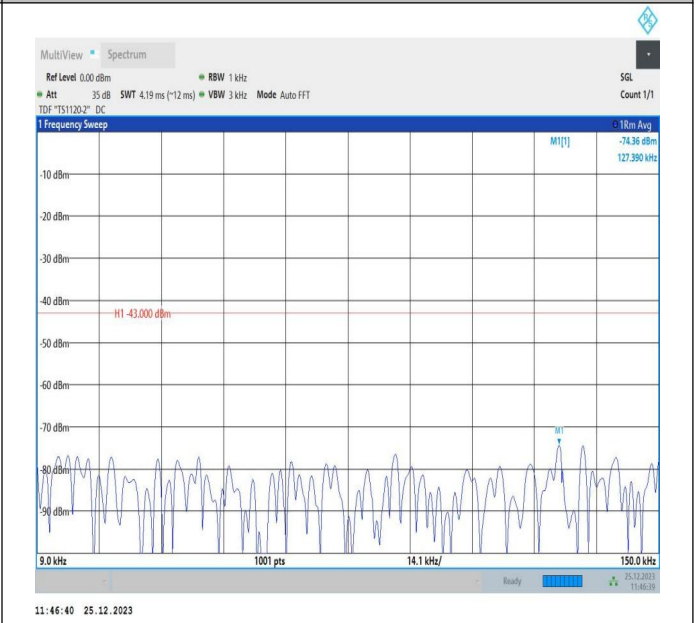 R S
MultiView Spectrum
Ref Level 0.00 dBm RBW 1 kHz SGL
Att 35 dB SWT 4.19 ms (~12 ms) VBW 3 kHz Mode Auto FFT Count 1/1
TDF "TS1120-2" DC
1 Frequency Sweep 1Rm Avg
M1[1] -74.36 dBm
127.390 kHz
-10 dBm
-20 dBm
-30 dBm
-40 dBm
H1 -43.000 dBm
-50 dBm
-60 dBm
-70 dBm
M1
-80 dBm
-90 dBm
9.0 kHz 1001 pts 14.1 kHz/ 150.0 kHz
Ready 25.12.2023
11:46:39
11:46:40 25.12.2023